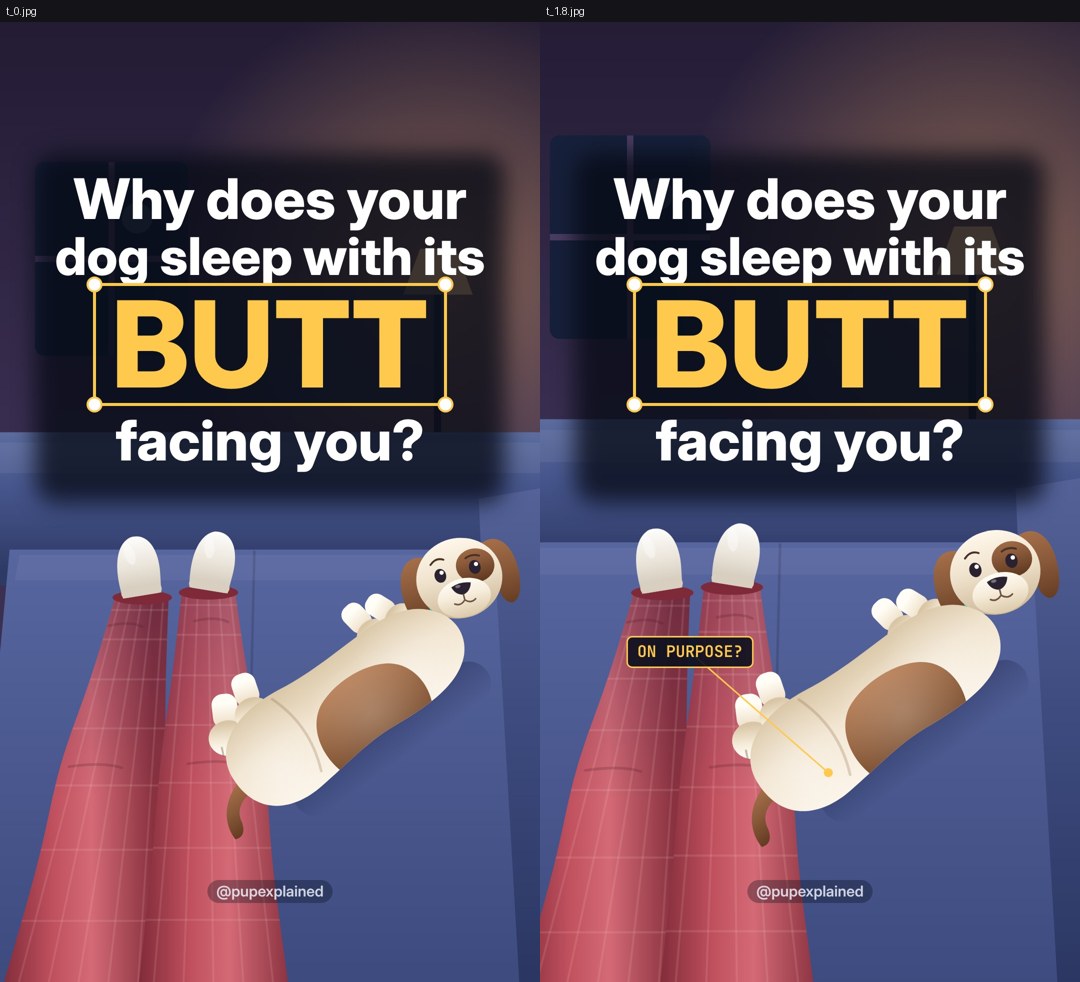 t_0.jpg
Why does your
dog sleep with its
BUTT
facing you?
@pupexplained
t_1.8.jpg
Why does your
dog sleep with its
BUTT
facing you?
ON PURPOSE?
@pupexplained